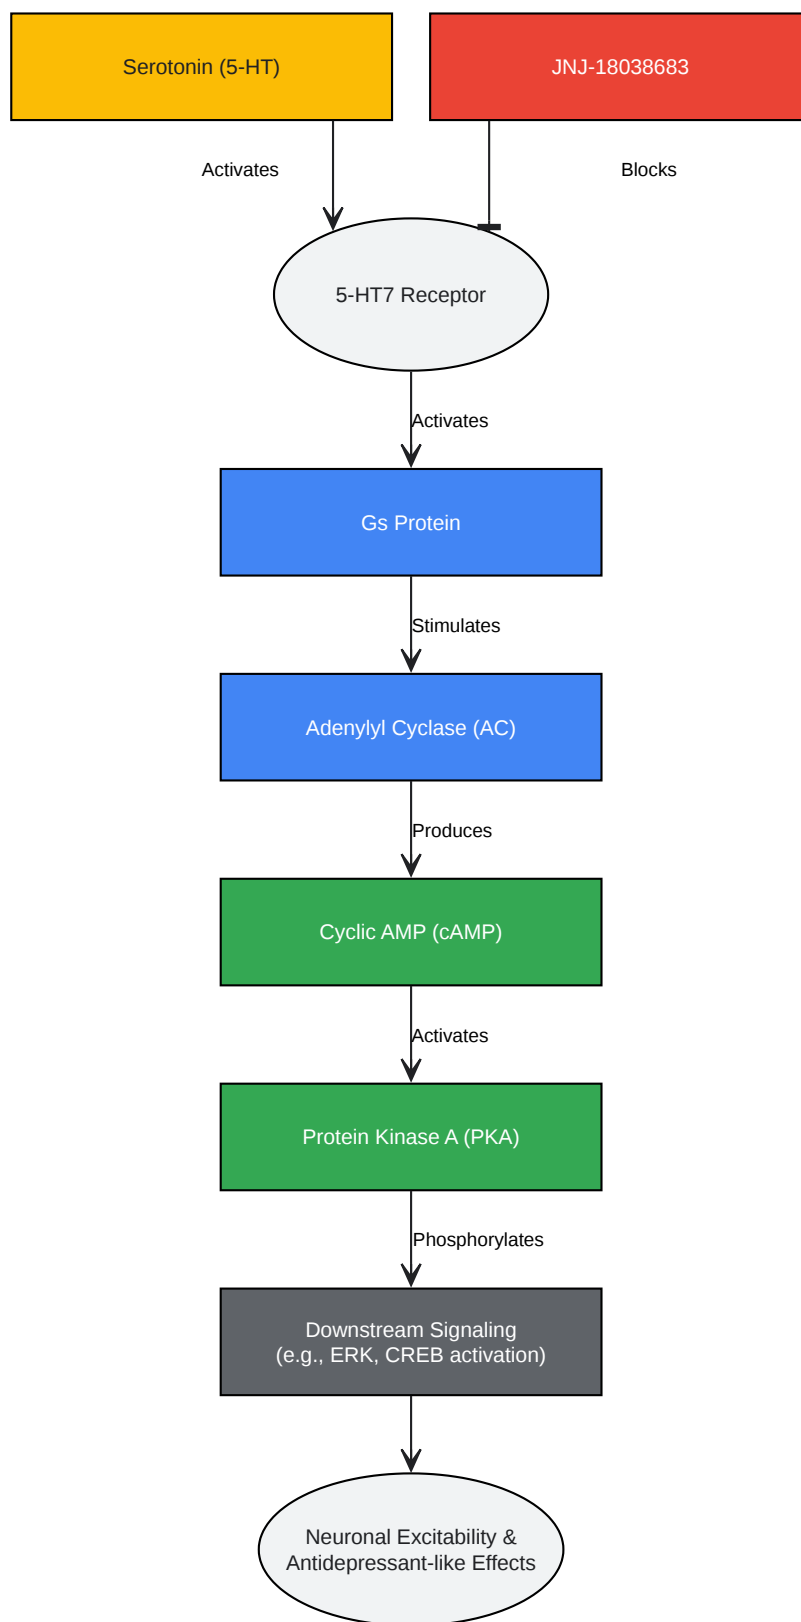 Serotonin (5-HT)
JNJ-18038683
Activates
Blocks
5-HT7 Receptor
Activates
Gs Protein
Stimulates
Adenylyl Cyclase (AC)
Produces
Cyclic AMP (cAMP)
Activates
Protein Kinase A (PKA)
Phosphorylates
Downstream Signaling
(e.g., ERK, CREB activation)
Neuronal Excitability &
Antidepressant-like Effects